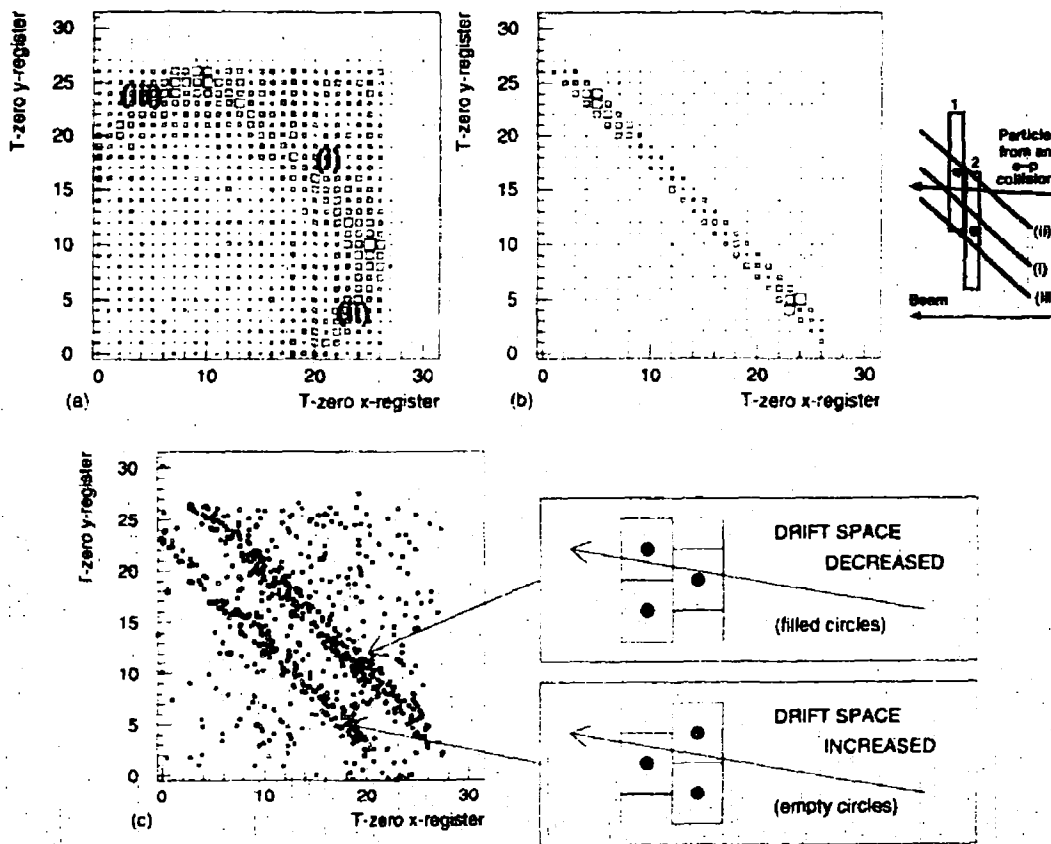 T-zero y-register
30
25
20
15
10
5
0
(iii)
(i)
(ii)
0
10
20
30
(a)
T-zero x-register
T-zero y-register
30
25
20
15
10
5
0
0
10
20
30
(b)
T-zero x-register
1
2
Particle
from an
e-p
collision
(ii)
(i)
Beam
T-zero y-register
30
25
20
15
10
5
0
0
10
20
30
(c)
T-zero x-register
DRIFT SPACE
DECREASED
(filled circles)
DRIFT SPACE
INCREASED
(empty circles)